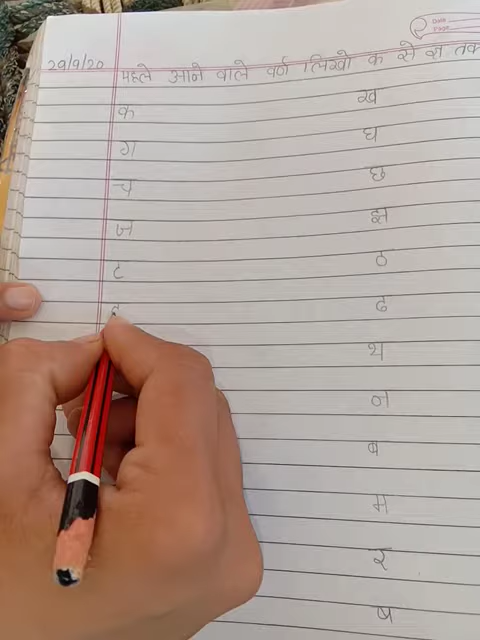 29/9/20 पहले आने वाले वर्ण लिखो क से ज्ञ तक
क ख
ग घ
च छ
ज झ
ट ठ
ढ
थ
न
ब
म
र
ष